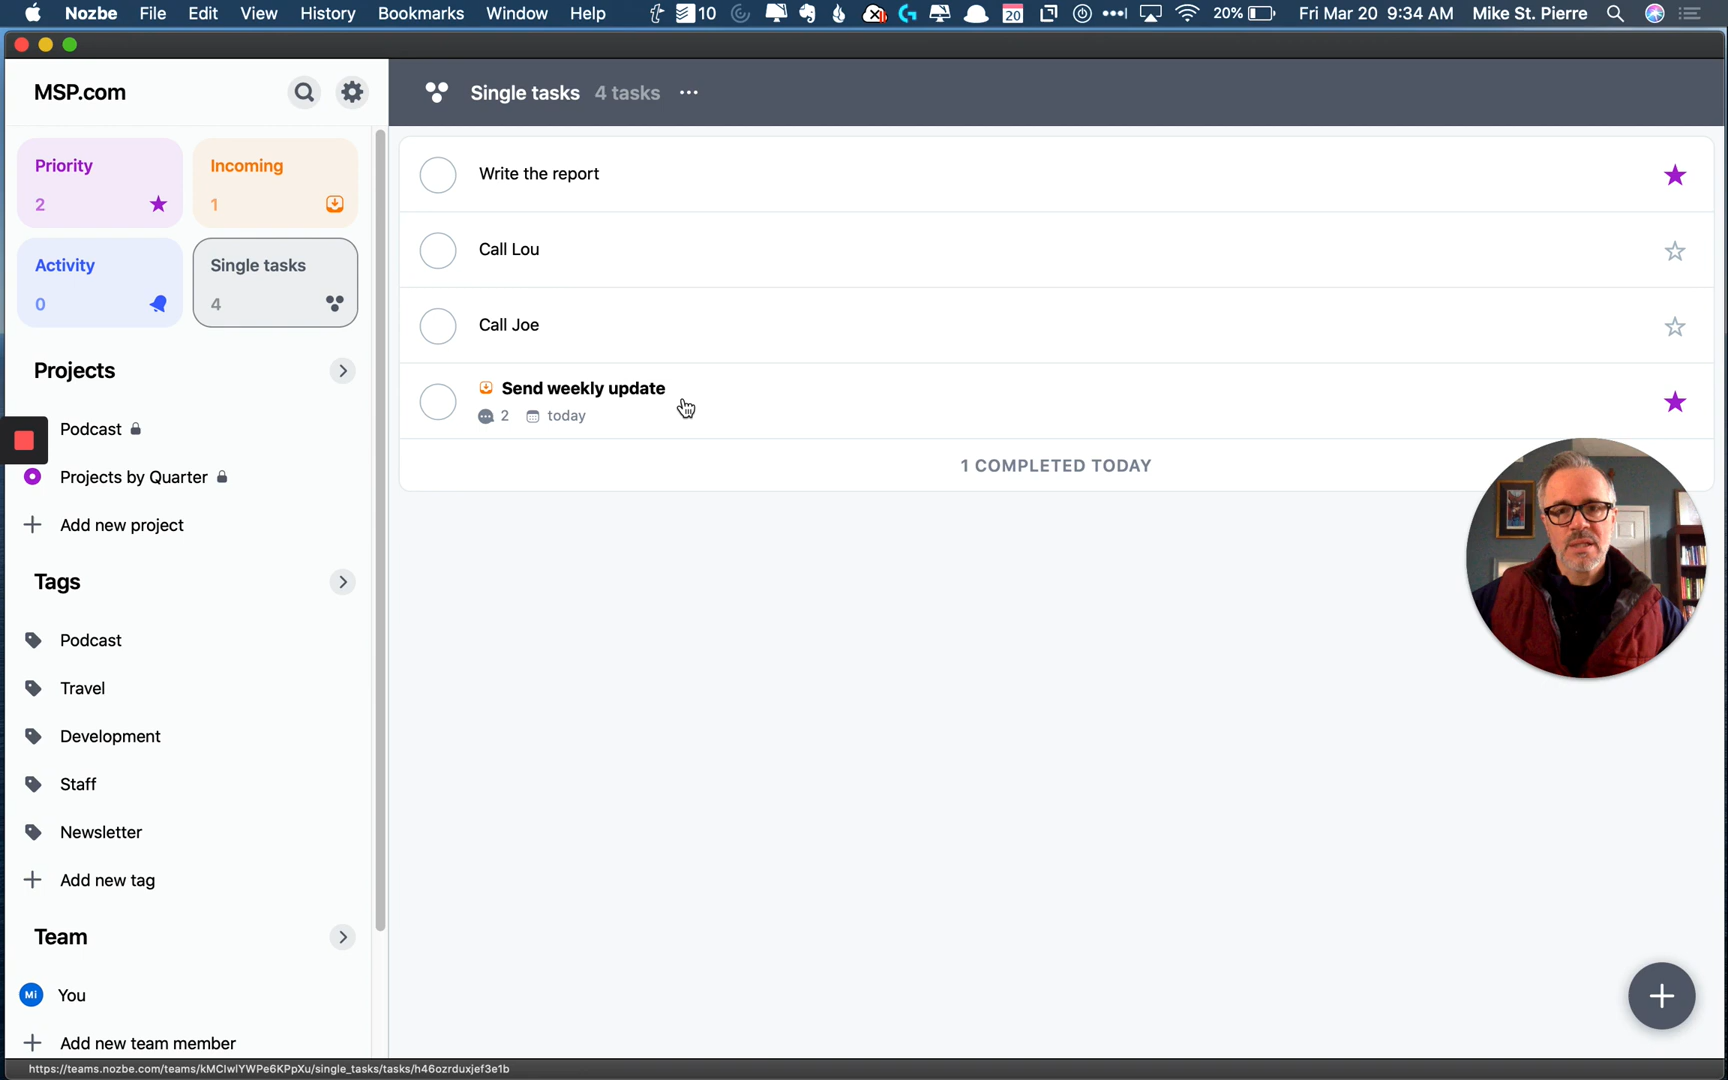 Nozbe File Edit View History Bookmarks Window Help 10 20 20% Fri Mar 20 9:34 AM Mike St. Pierre
MSP.com
Single tasks 4 tasks ...
Priority
2
Incoming
1
Activity
0
Single tasks
4
Projects
Podcast
Projects by Quarter
Add new project
Tags
Podcast
Travel
Development
Staff
Newsletter
Add new tag
Team
Mi You
Add new team member
Write the report
Call Lou
Call Joe
Send weekly update
2 today
1 COMPLETED TODAY
https://teams.nozbe.com/teams/kMClwlYWPe6KPpXu/single_tasks/tasks/h46ozrduxjef3e1b